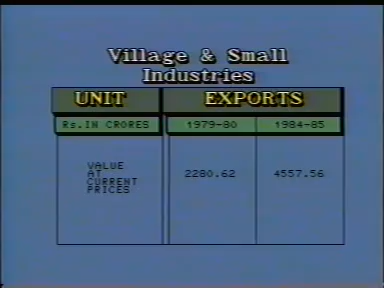 Village & Small
Industries
UNIT EXPORTS
Rs.IN CRORES 1979-80 1984-85
VALUE
AT
CURRENT
PRICES
2280.62 4557.56